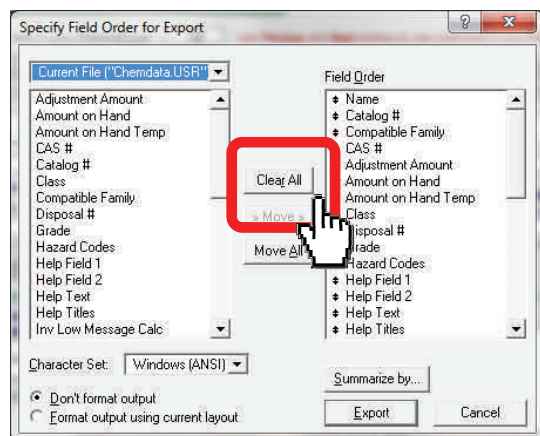 Specify Field Order for Export
Current File ("Chemdata.USR")
Adjustment Amount
Amount on Hand
Amount on Hand Temp
CAS #
Catalog #
Class
Compatible Family
Disposal #
Grade
Hazard Codes
Help Field 1
Help Field 2
Help Text
Help Titles
Inv Low Message Calc
Clear All
» Move »
Move All
Field Order
Name
Catalog #
Compatible Family
CAS #
Adjustment Amount
Amount on Hand
Amount on Hand Temp
Class
Disposal #
Grade
Hazard Codes
Help Field 1
Help Field 2
Help Text
Help Titles
Character Set: Windows (ANSI)
Don't format output
Format output using current layout
Summarize by...
Export
Cancel